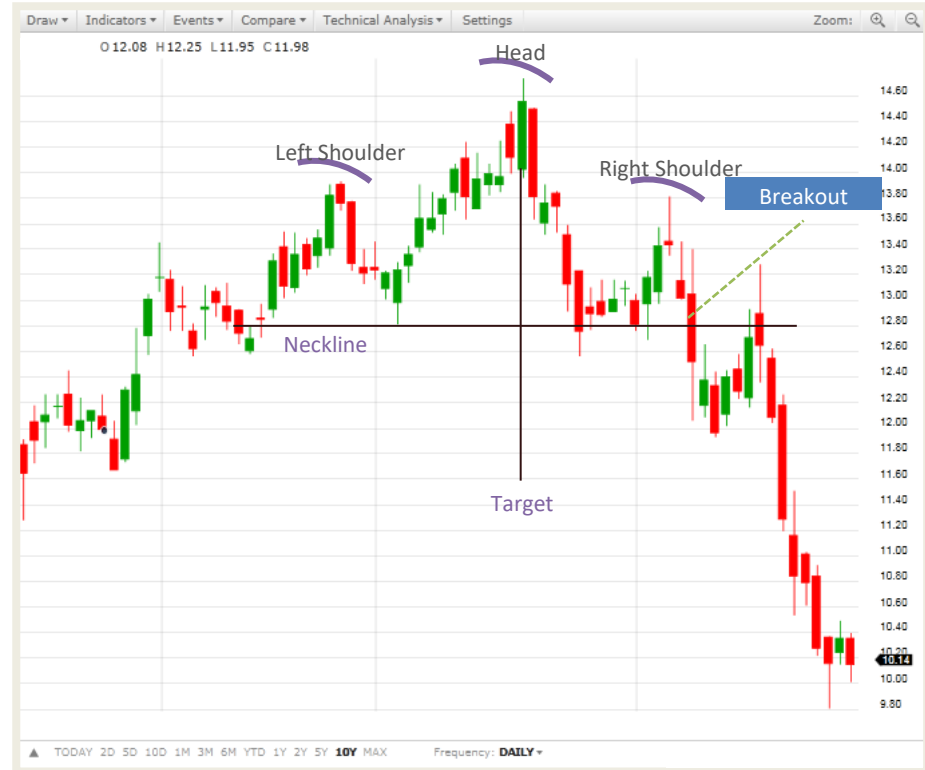 Draw ▾ Indicators ▾ Events ▾ Compare ▾ Technical Analysis ▾ Settings Zoom:
O 12.08 H 12.25 L 11.95 C 11.98
Head
14.60
14.40
14.20
Left Shoulder
14.00
Right Shoulder
13.80
Breakout
13.60
13.40
13.20
13.00
12.80
Neckline
12.60
12.40
12.20
12.00
11.80
11.60
Target
11.40
11.20
11.00
10.80
10.60
10.40
10.20
10.14
10.00
9.80
▲ TODAY 2D 5D 10D 1M 3M 6M YTD 1Y 2Y 5Y 10Y MAX Frequency: DAILY ▾